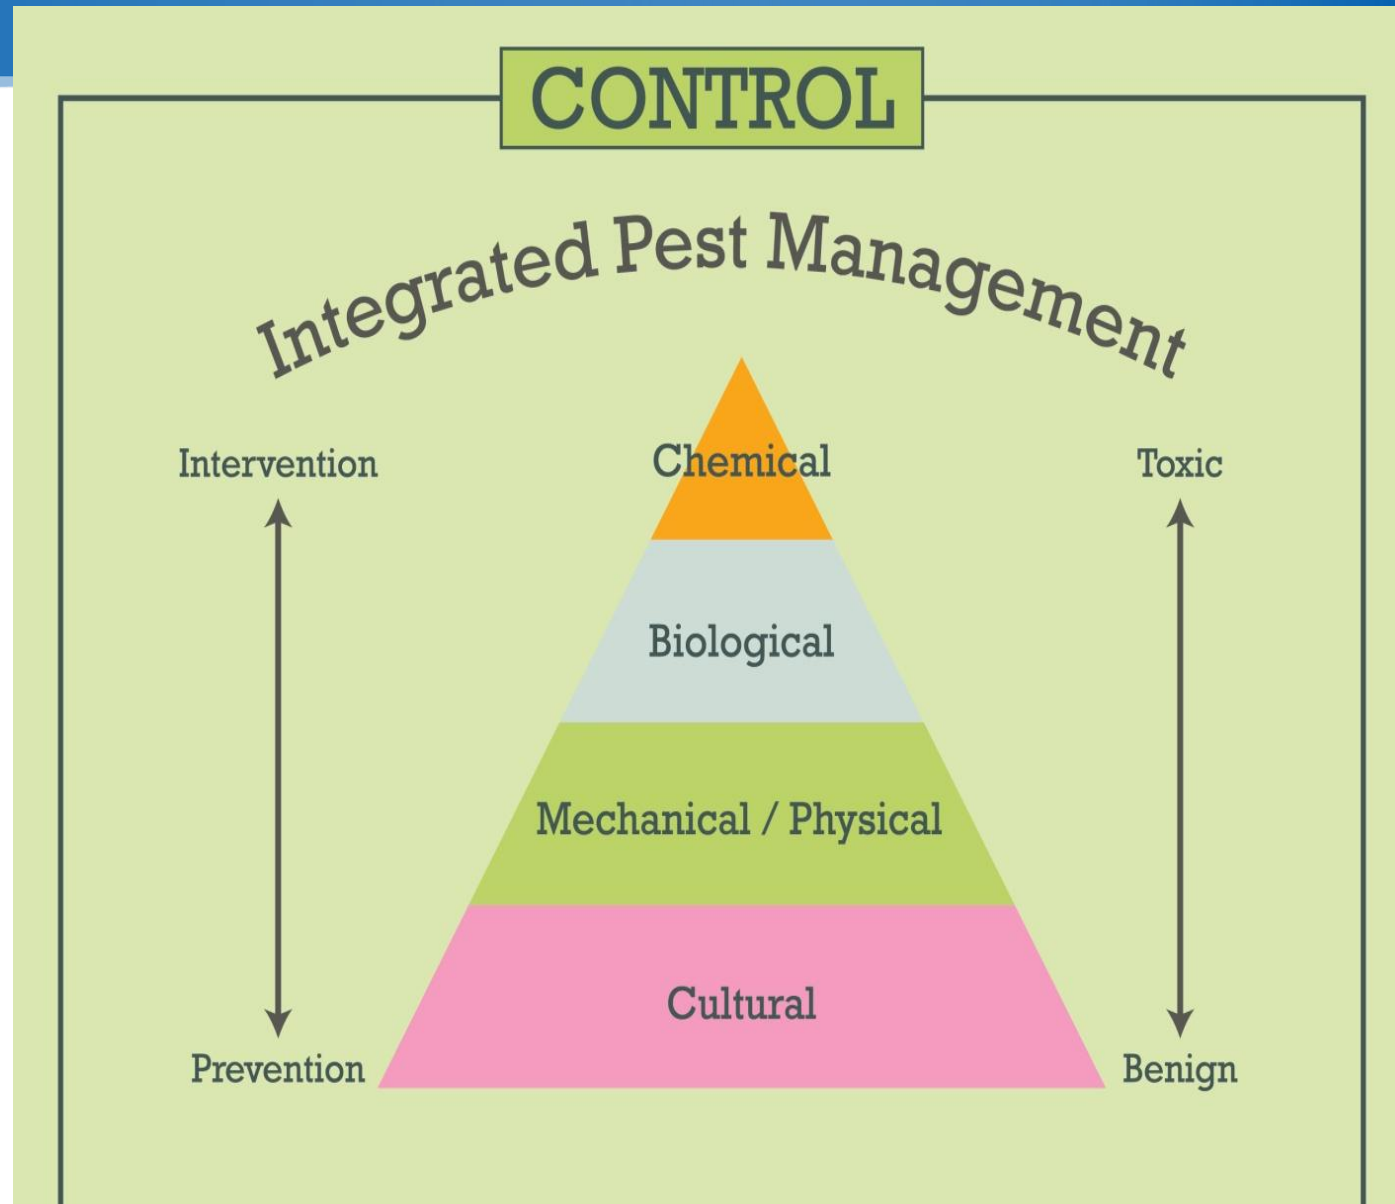 CONTROL
Integrated Pest Management
Intervention
Chemical
Toxic
Biological
Mechanical / Physical
Cultural
Prevention
Benign